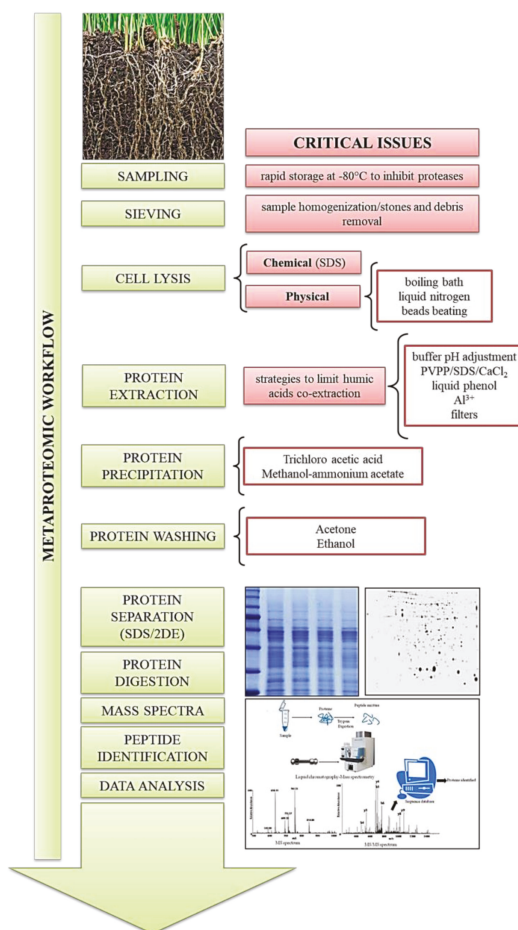 CRITICAL ISSUES
SAMPLING
rapid storage at -80°C to inhibit proteases
SIEVING
sample homogenization/stones and debris
removal
CELL LYSIS
Chemical (SDS)
Physical
boiling bath
liquid nitrogen
beads beating
PROTEIN
EXTRACTION
strategies to limit humic
acids co-extraction
buffer pH adjustment
PVPP/SDS/CaCl₂
liquid phenol
Al³⁺
filters
PROTEIN
PRECIPITATION
Trichloro acetic acid
Methanol-ammonium acetate
PROTEIN WASHING
Acetone
Ethanol
PROTEIN
SEPARATION
(SDS/2DE)
PROTEIN
DIGESTION
MASS SPECTRA
PEPTIDE
IDENTIFICATION
DATA ANALYSIS
METAPROTEOMIC WORKFLOW
Sample
Proteins
Trypsin
Digestion
Peptide mixture
Liquid chromatography-Mass spectrometry
Sequence database
MS spectrum
MS/MS spectrum